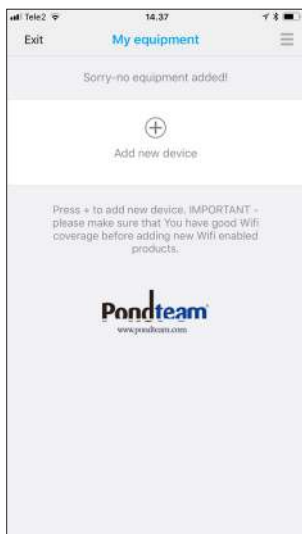 Tele2 14.37
Exit My equipment
Sorry-no equipment added!
Add new device
Press + to add new device. IMPORTANT -
please make sure that You have good Wifi
coverage before adding new Wifi enabled
products.
Pondteam
www.pondteam.com